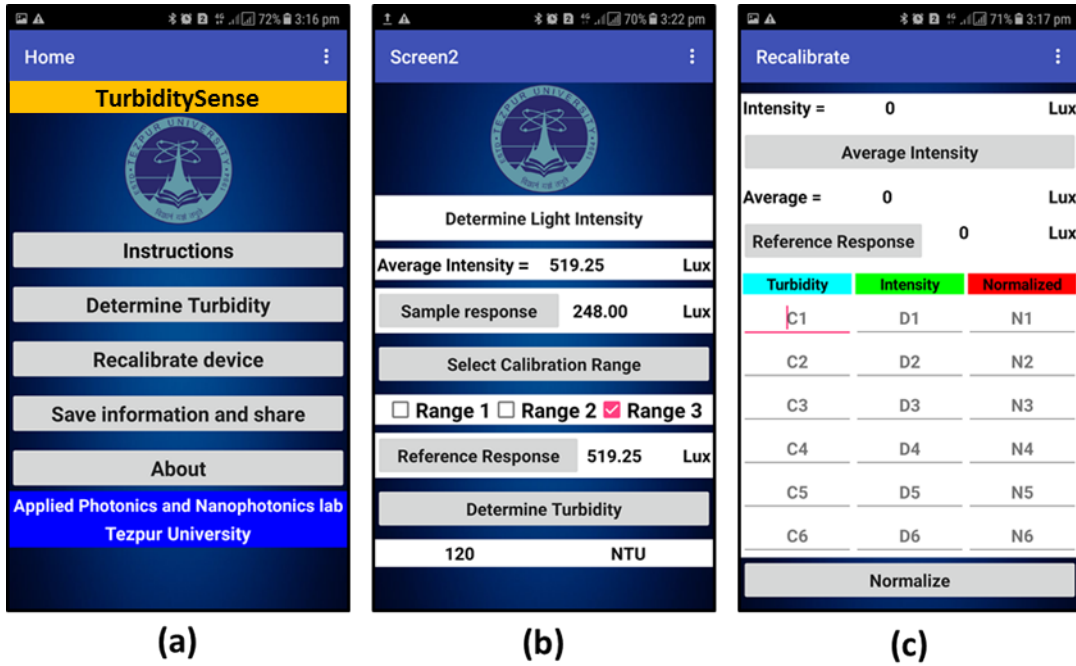 72% 3:16 pm
Home
TurbiditySense
TEZPUR UNIVERSITY
Instructions
Determine Turbidity
Recalibrate device
Save information and share
About
Applied Photonics and Nanophotonics lab
Tezpur University
(a)
70% 3:22 pm
Screen2
TEZPUR UNIVERSITY
Determine Light Intensity
Average Intensity = 519.25 Lux
Sample response 248.00 Lux
Select Calibration Range
Range 1 Range 2 Range 3
Reference Response 519.25 Lux
Determine Turbidity
120 NTU
(b)
71% 3:17 pm
Recalibrate
Intensity = 0 Lux
Average Intensity
Average = 0 Lux
Reference Response 0 Lux
Turbidity Intensity Normalized
C1 D1 N1
C2 D2 N2
C3 D3 N3
C4 D4 N4
C5 D5 N5
C6 D6 N6
Normalize
(c)